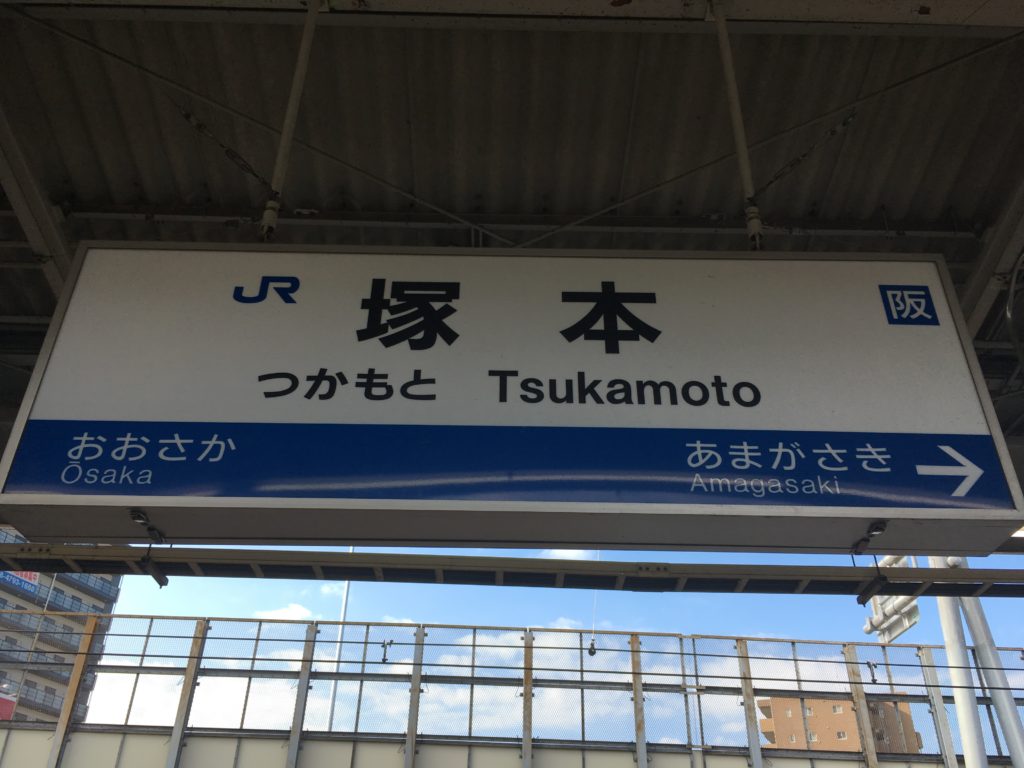 JR
塚本
阪
つかもと Tsukamoto
おおさか
Ōsaka
あまがさき
Amagasaki